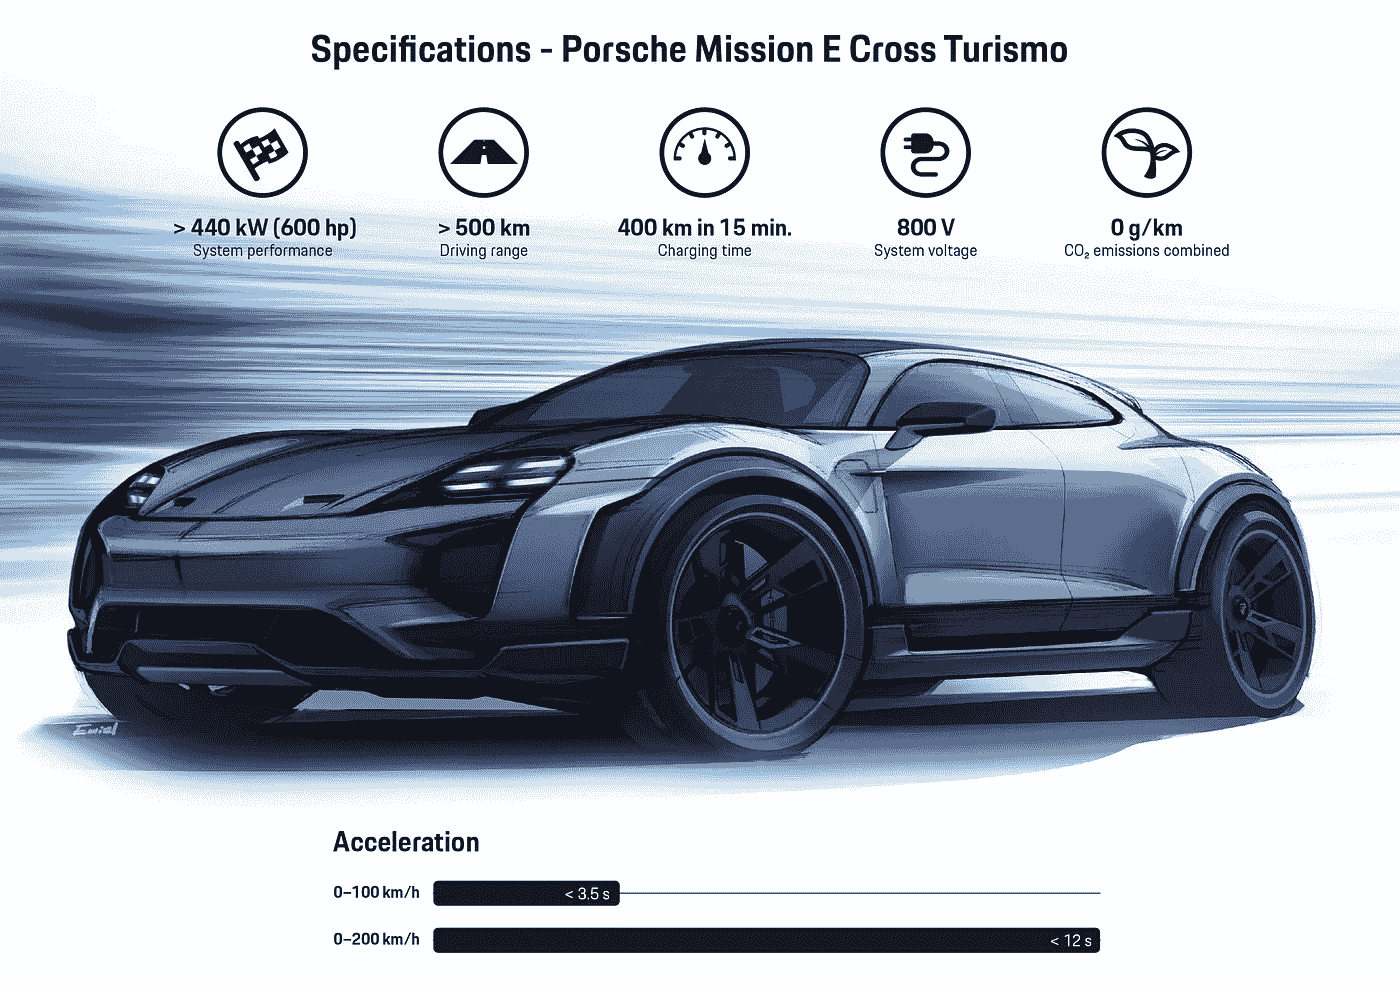 Specifications - Porsche Mission E Cross Turismo
> 440 kW (600 hp)
System performance
> 500 km
Driving range
400 km in 15 min.
Charging time
800 V
System voltage
0 g/km
CO₂ emissions combined
Emiel
Acceleration
0–100 km/h
< 3.5 s
0–200 km/h
< 12 s